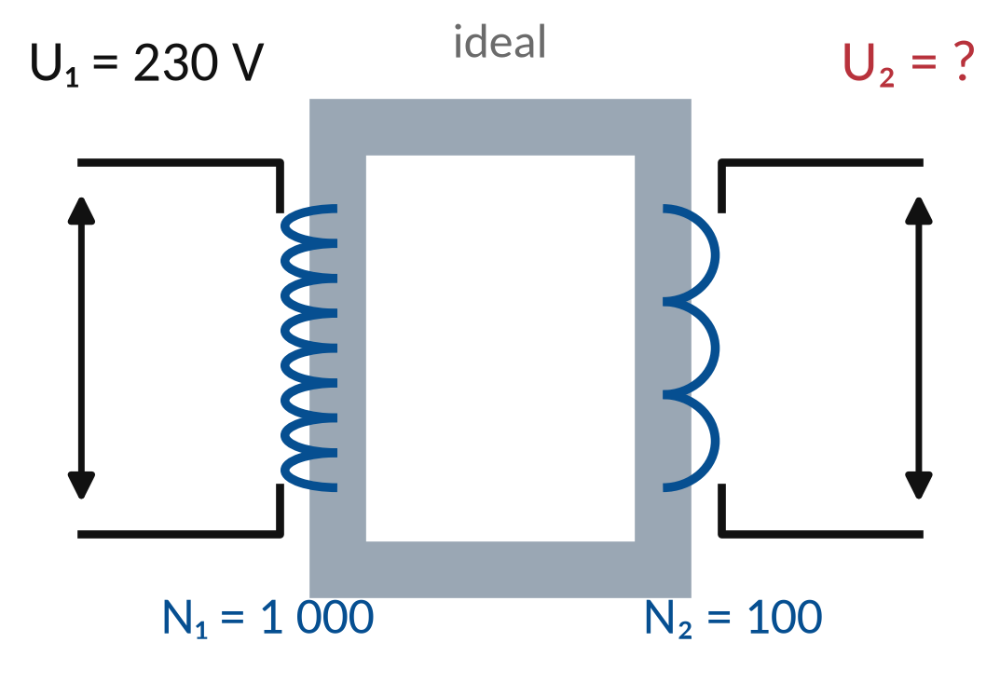 ideal
U₁ = 230 V
U₂ = ?
N₁ = 1 000
N₂ = 100